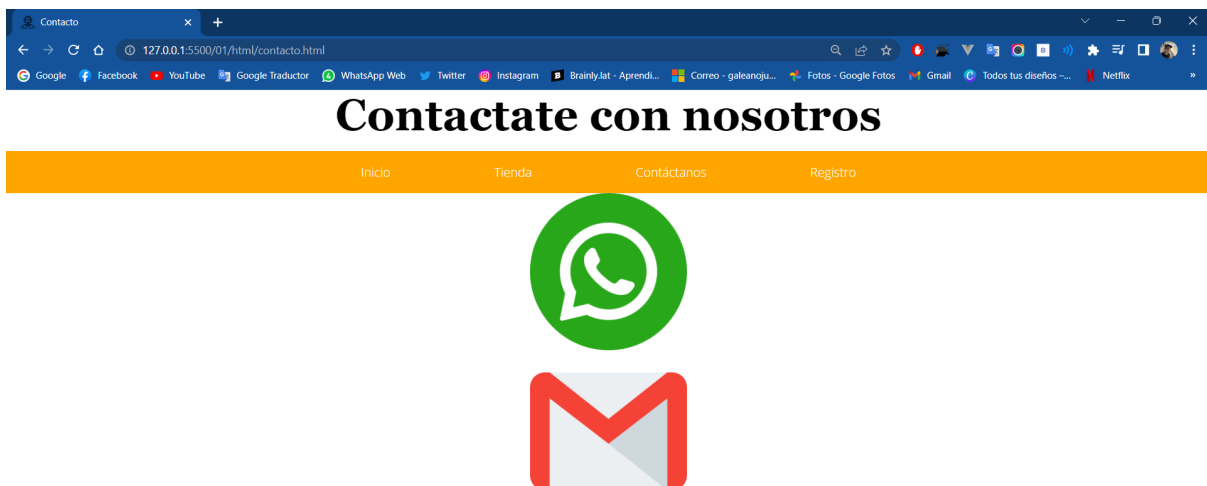 Contacto
127.0.0.1:5500/01/html/contacto.html
Google Facebook YouTube Google Traductor WhatsApp Web Twitter Instagram Brainly.lat - Aprendi... Correo - galeanoju... Fotos - Google Fotos Gmail Todos tus diseños –... Netflix »
Contactate con nosotros
Inicio Tienda Contáctanos Registro